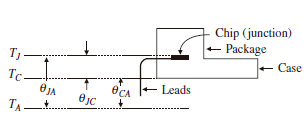 Chip (junction)
T_J
Package
T_C
Case
θ_JA
θ_JC
θ_CA
Leads
T_A